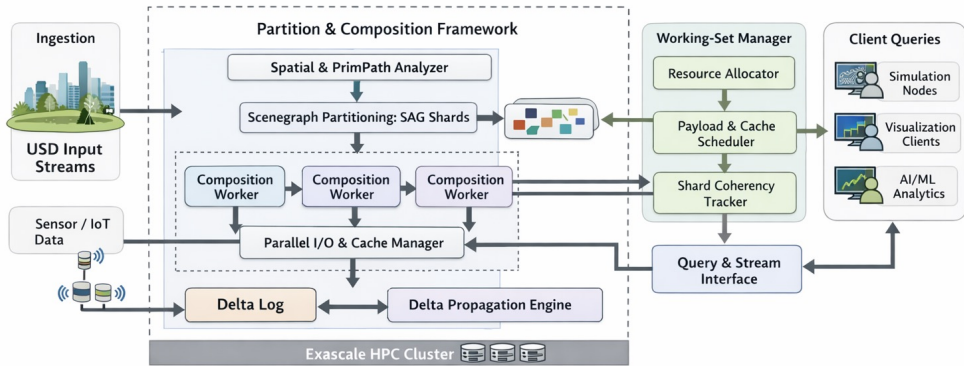 Ingestion
USD Input
Streams
Sensor / IoT
Data
Partition & Composition Framework
Spatial & PrimPath Analyzer
Scenegraph Partitioning: SAG Shards
Composition
Worker
Composition
Worker
Composition
Worker
Parallel I/O & Cache Manager
Delta Log
Delta Propagation Engine
Exascale HPC Cluster
Working-Set Manager
Resource Allocator
Payload & Cache
Scheduler
Shard Coherency
Tracker
Query & Stream
Interface
Client Queries
Simulation
Nodes
Visualization
Clients
AI/ML
Analytics